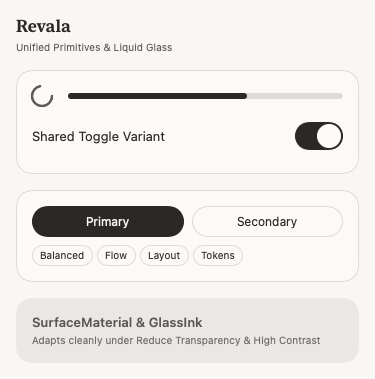 Revala
Unified Primitives & Liquid Glass
Shared Toggle Variant
Primary
Secondary
Balanced
Flow
Layout
Tokens
SurfaceMaterial & GlassInk
Adapts cleanly under Reduce Transparency & High Contrast